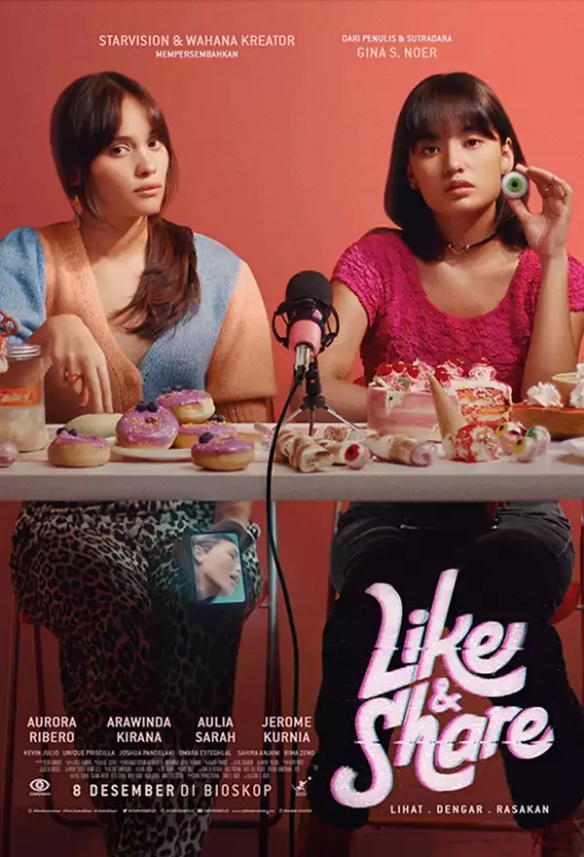 STARVISION & WAHANA KREATOR
MEMPERSEMBAHKAN
DARI PENULIS & SUTRADARA
GINA S. NOER
Like
&
Share
AURORA RIBERO
ARAWINDA KIRANA
AULIA SARAH
JEROME KURNIA
KEVIN JULIO UNIQUE PRISCILLA JOSHUA PANDELAKI OMARA ESTEGHLAL SAHIRA ANJANI BIMA ZENO
8 DESEMBER DI BIOSKOP
LIHAT . DENGAR . RASAKAN